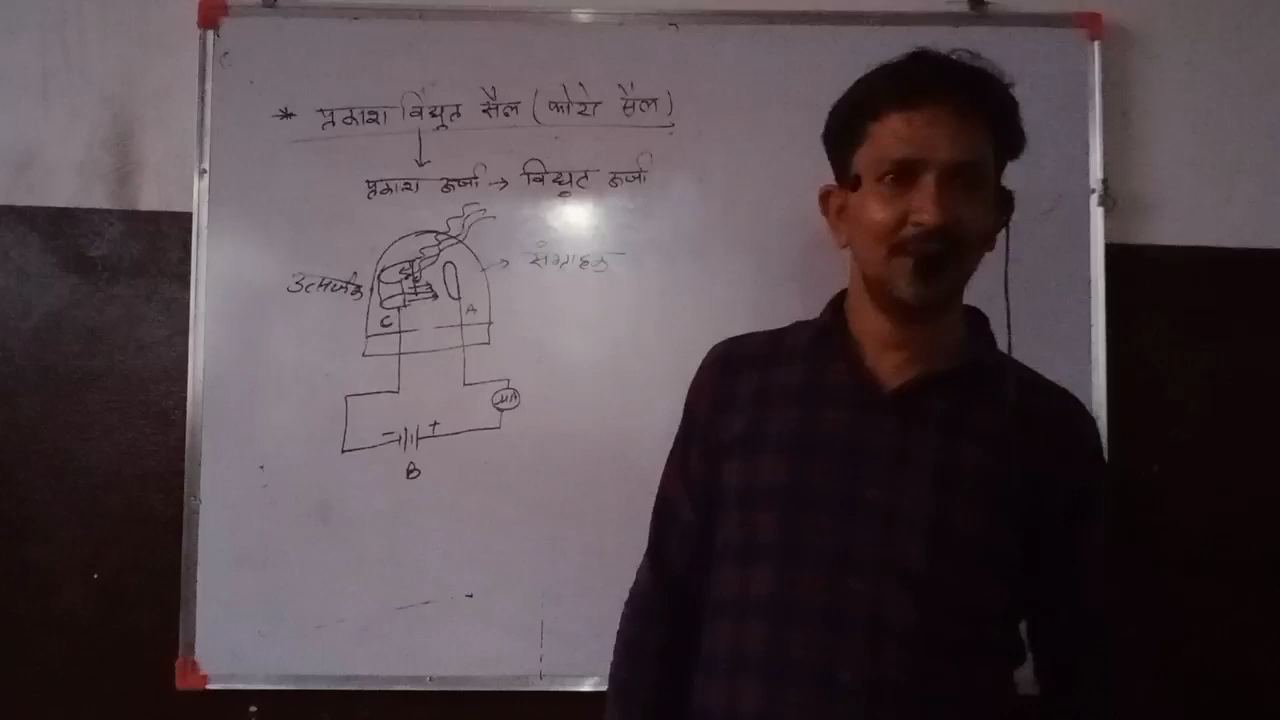 * प्रकाश विद्युत सैल ( फोटो सैल )
प्रकाश ऊर्जा → विद्युत ऊर्जा
उत्सर्जक
→ संग्राहक
C
A
μA
- +
B